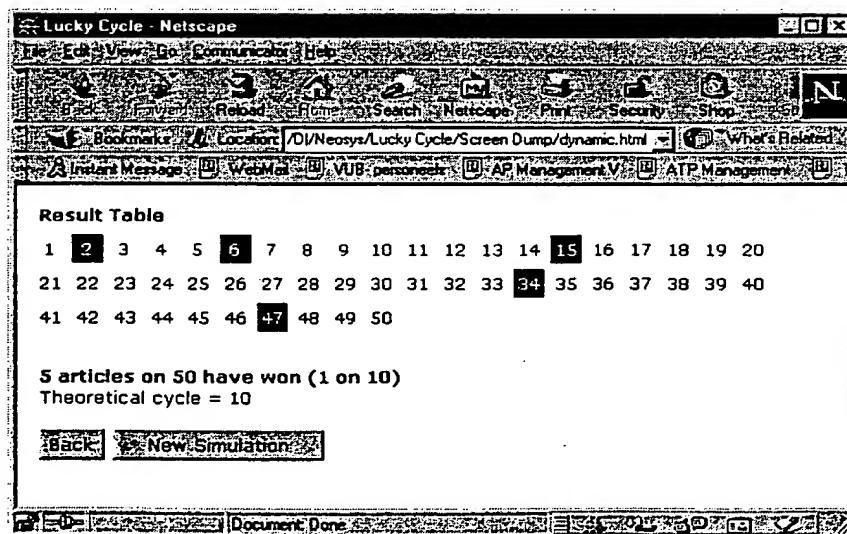 Lucky Cycle - Netscape
File Edit View Go Communicator Help
Back Forward Reload Home Search Netscape Print Security Shop
Bookmarks Location: /DI/Neosys/Lucky Cycle/Screen Dump/dynamic.html What's Related
Instant Message WebMail VUB-personeels AP Management V ATP Management
Result Table
1 2 3 4 5 6 7 8 9 10 11 12 13 14 15 16 17 18 19 20
21 22 23 24 25 26 27 28 29 30 31 32 33 34 35 36 37 38 39 40
41 42 43 44 45 46 47 48 49 50
5 articles on 50 have won (1 on 10)
Theoretical cycle = 10
Back New Simulation
Document: Done